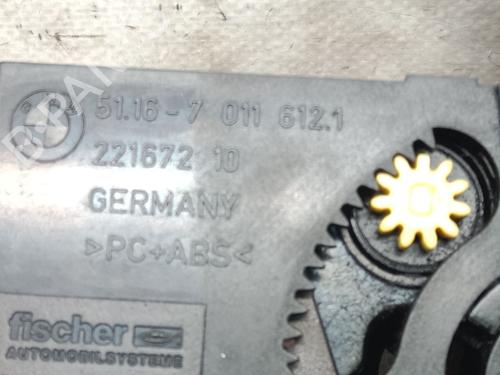 51.16-7 011 612.1
221672 10
GERMANY
>PC+ABS<
fischer
AUTOMOBILSYSTEME